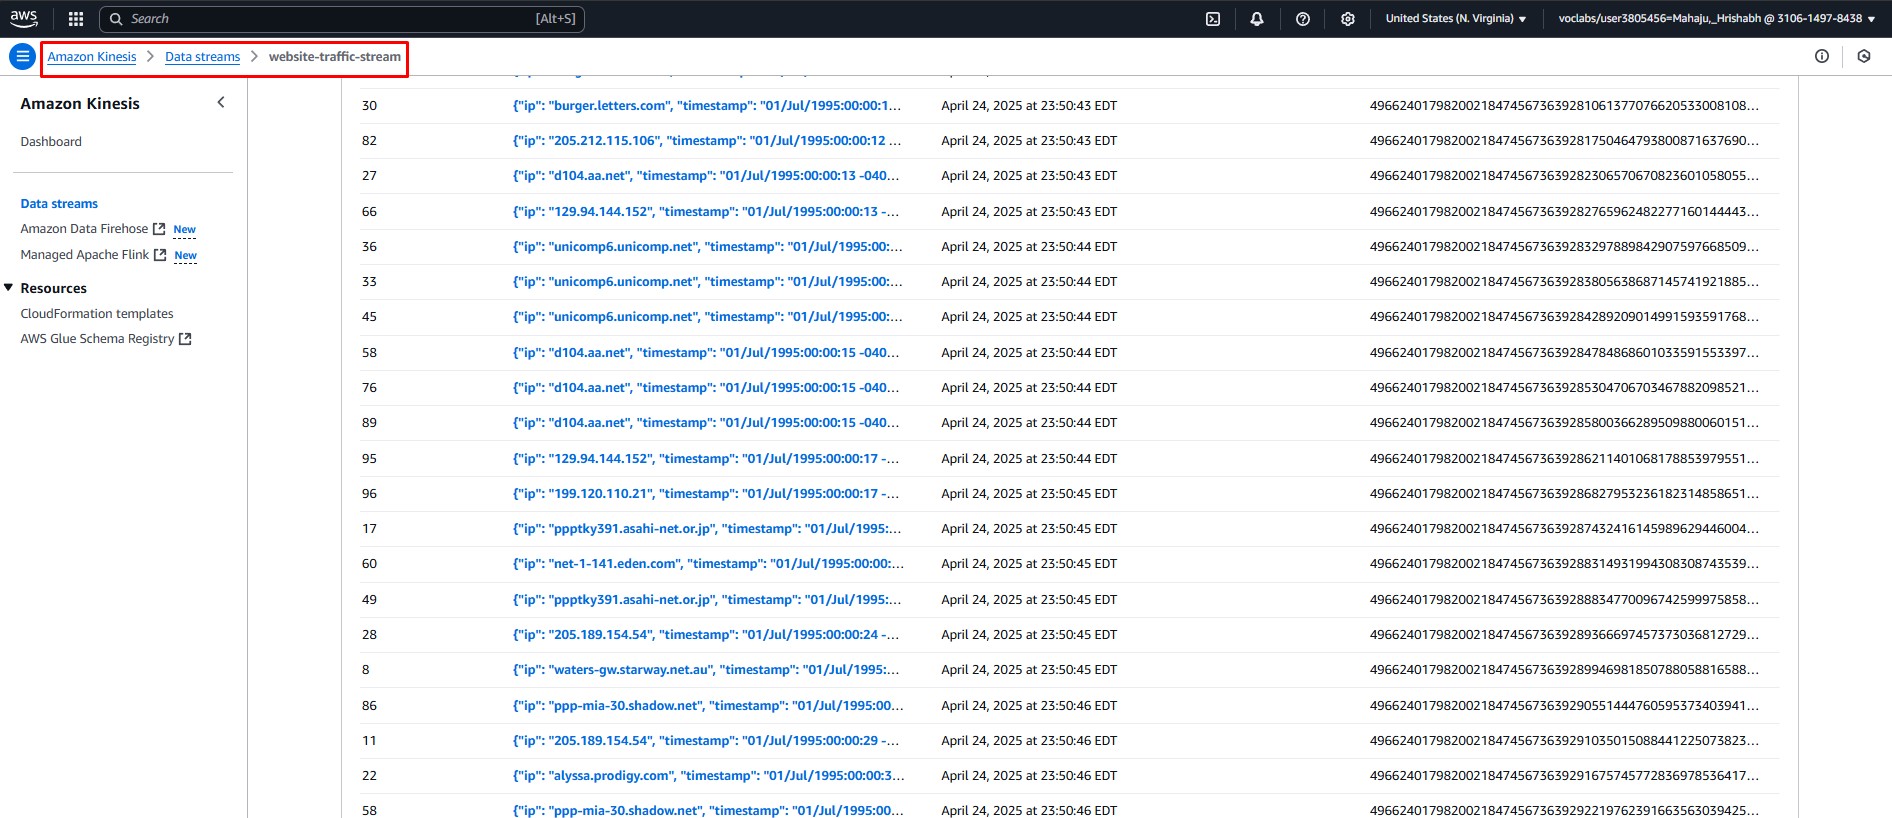 aws Search [Alt+S] United States (N. Virginia) voclabs/user3805456=Mahaju,_Hrishabh @ 3106-1497-8438
Amazon Kinesis Data streams website-traffic-stream
Amazon Kinesis
Dashboard
Data streams
Amazon Data Firehose New
Managed Apache Flink New
Resources
CloudFormation templates
AWS Glue Schema Registry
30 {"ip": "burger.letters.com", "timestamp": "01/Jul/1995:00:00:1... April 24, 2025 at 23:50:43 EDT 496624017982002184745673639281061377076620533008108...
82 {"ip": "205.212.115.106", "timestamp": "01/Jul/1995:00:00:12 ... April 24, 2025 at 23:50:43 EDT 49662401798200218474567363928175046479380087163769​0...
27 {"ip": "d104.aa.net", "timestamp": "01/Jul/1995:00:00:13 -040... April 24, 2025 at 23:50:43 EDT 496624017982002184745673639282306570670823601058055...
66 {"ip": "129.94.144.152", "timestamp": "01/Jul/1995:00:00:13 -... April 24, 2025 at 23:50:43 EDT 496624017982002184745673639282765962482277160144443...
36 {"ip": "unicomp6.unicomp.net", "timestamp": "01/Jul/1995:00:... April 24, 2025 at 23:50:43 EDT 496624017982002184745673639283297889842907597668509...
33 {"ip": "unicomp6.unicomp.net", "timestamp": "01/Jul/1995:00:... April 24, 2025 at 23:50:44 EDT 496624017982002184745673639283805638687145741921885...
45 {"ip": "unicomp6.unicomp.net", "timestamp": "01/Jul/1995:00:... April 24, 2025 at 23:50:44 EDT 496624017982002184745673639284289209014991593591768...
58 {"ip": "d104.aa.net", "timestamp": "01/Jul/1995:00:00:15 -040... April 24, 2025 at 23:50:44 EDT 496624017982002184745673639284784868601033591553397...
76 {"ip": "d104.aa.net", "timestamp": "01/Jul/1995:00:00:15 -040... April 24, 2025 at 23:50:44 EDT 496624017982002184745673639285304706703467882098521...
89 {"ip": "d104.aa.net", "timestamp": "01/Jul/1995:00:00:15 -040... April 24, 2025 at 23:50:44 EDT 496624017982002184745673639285800366289509880060151...
95 {"ip": "129.94.144.152", "timestamp": "01/Jul/1995:00:00:17 -... April 24, 2025 at 23:50:44 EDT 496624017982002184745673639286211401068178853979551...
96 {"ip": "199.120.110.21", "timestamp": "01/Jul/1995:00:00:17 -... April 24, 2025 at 23:50:45 EDT 496624017982002184745673639286827953236182314858651...
17 {"ip": "ppptky391.asahi-net.or.jp", "timestamp": "01/Jul/1995:... April 24, 2025 at 23:50:45 EDT 496624017982002184745673639287432416145989629446004...
60 {"ip": "net-1-141.eden.com", "timestamp": "01/Jul/1995:00:00:... April 24, 2025 at 23:50:45 EDT 496624017982002184745673639288314931994308308743539...
49 {"ip": "ppptky391.asahi-net.or.jp", "timestamp": "01/Jul/1995:... April 24, 2025 at 23:50:45 EDT 496624017982002184745673639288834770096742599975858...
28 {"ip": "205.189.154.54", "timestamp": "01/Jul/1995:00:00:24 -... April 24, 2025 at 23:50:45 EDT 496624017982002184745673639289366697457373036812729...
8 {"ip": "waters-gw.starway.net.au", "timestamp": "01/Jul/1995:... April 24, 2025 at 23:50:45 EDT 496624017982002184745673639289946981850788058816588...
86 {"ip": "ppp-mia-30.shadow.net", "timestamp": "01/Jul/1995:00... April 24, 2025 at 23:50:46 EDT 496624017982002184745673639290551444760595373403941...
11 {"ip": "205.189.154.54", "timestamp": "01/Jul/1995:00:00:29 -... April 24, 2025 at 23:50:46 EDT 496624017982002184745673639291035015088441225073823...
22 {"ip": "alyssa.prodigy.com", "timestamp": "01/Jul/1995:00:00:3... April 24, 2025 at 23:50:46 EDT 496624017982002184745673639291675745772836978536417...
58 {"ip": "ppp-mia-30.shadow.net", "timestamp": "01/Jul/1995:00... April 24, 2025 at 23:50:46 EDT 496624017982002184745673639292219762391663563039425...